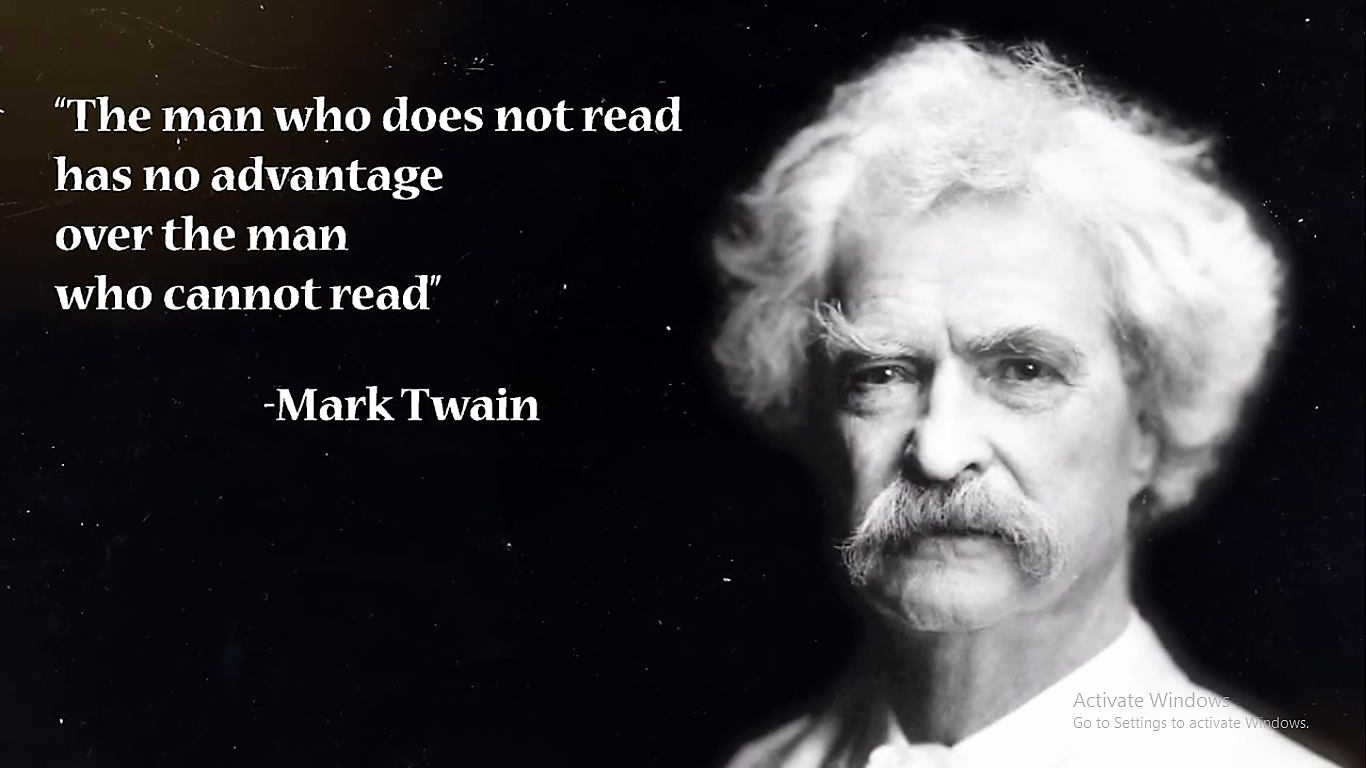 “The man who does not read
has no advantage
over the man
who cannot read”
-Mark Twain
Activate Windows
Go to Settings to activate Windows.